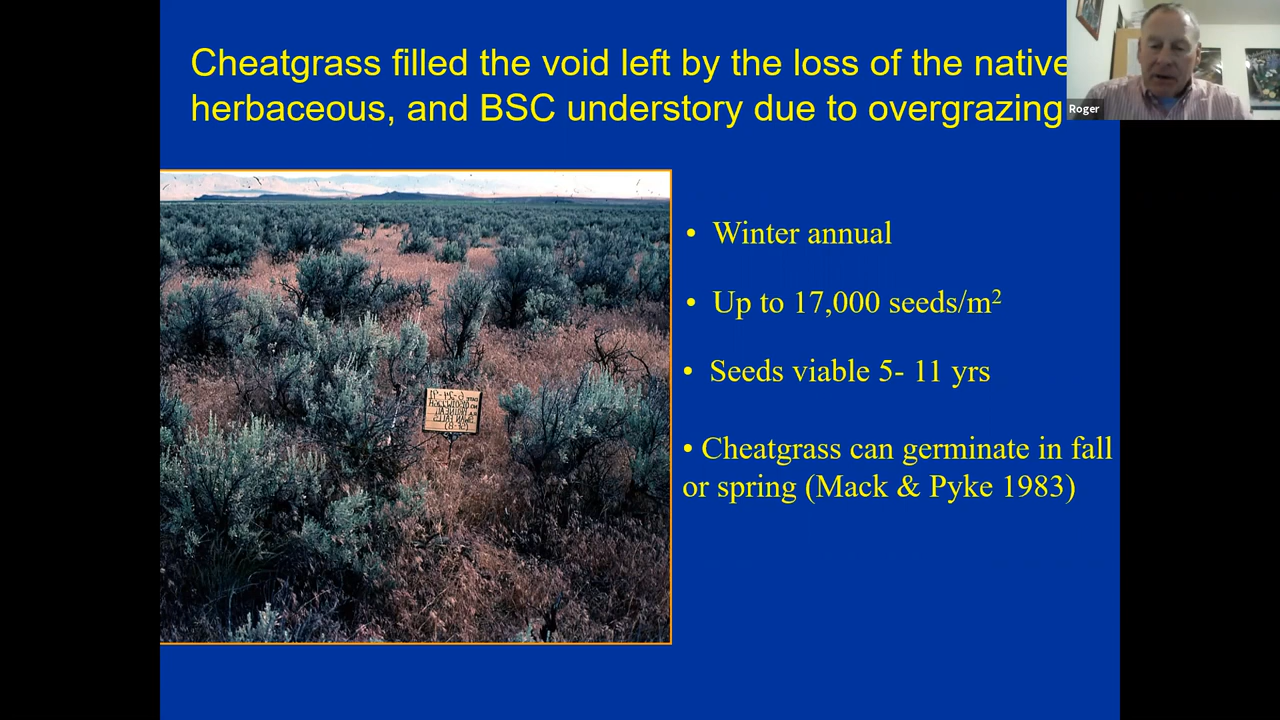 Cheatgrass filled the void left by the loss of the native
herbaceous, and BSC understory due to overgrazing
Roger
• Winter annual
• Up to 17,000 seeds/m²
• Seeds viable 5- 11 yrs
• Cheatgrass can germinate in fall
or spring (Mack & Pyke 1983)